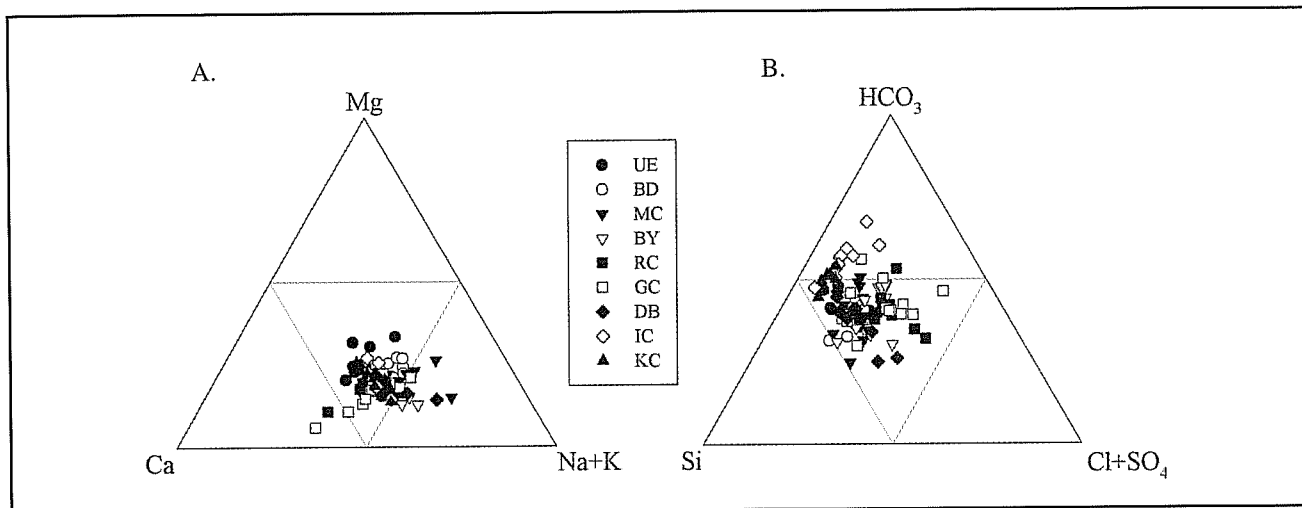 A.
Mg
Ca
Na+K
UE
BD
MC
BY
RC
GC
DB
IC
KC
B.
HCO₃
Si
Cl+SO₄